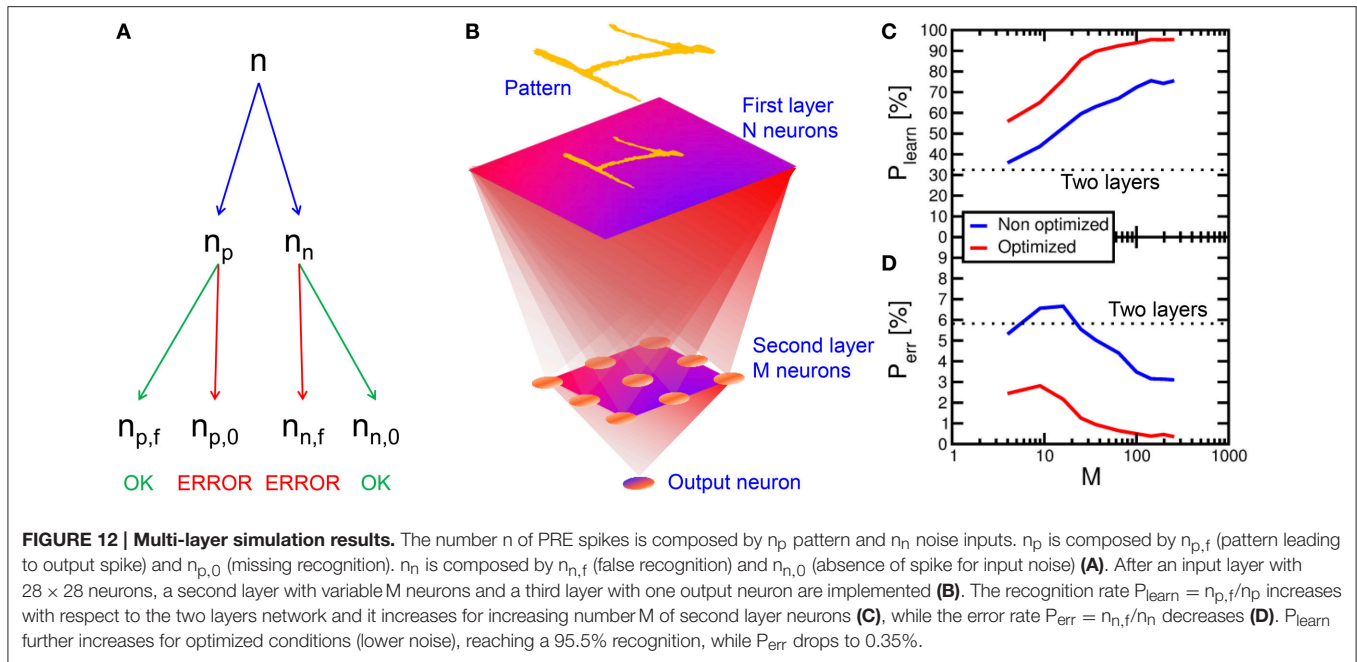 A
n
n_p n_n
n_p,f n_p,0 n_n,f n_n,0
OK ERROR ERROR OK
B
Pattern
First layer
N neurons
Second layer
M neurons
Output neuron
C
P_learn [%]
100
90
80
70
60
50
40
30
20
10
0
Two layers
Non optimized
Optimized
D
P_err [%]
9
8
7
6
5
4
3
2
1
0
Two layers
1 10 100 1000
M
FIGURE 12 | Multi-layer simulation results. The number n of PRE spikes is composed by n_p pattern and n_n noise inputs. n_p is composed by n_p,f (pattern leading
to output spike) and n_p,0 (missing recognition). n_n is composed by n_n,f (false recognition) and n_n,0 (absence of spike for input noise) (A). After an input layer with
28 × 28 neurons, a second layer with variable M neurons and a third layer with one output neuron are implemented (B). The recognition rate P_learn = n_p,f/n_p increases
with respect to the two layers network and it increases for increasing number M of second layer neurons (C), while the error rate P_err = n_n,f/n_n decreases (D). P_learn
further increases for optimized conditions (lower noise), reaching a 95.5% recognition, while P_err drops to 0.35%.